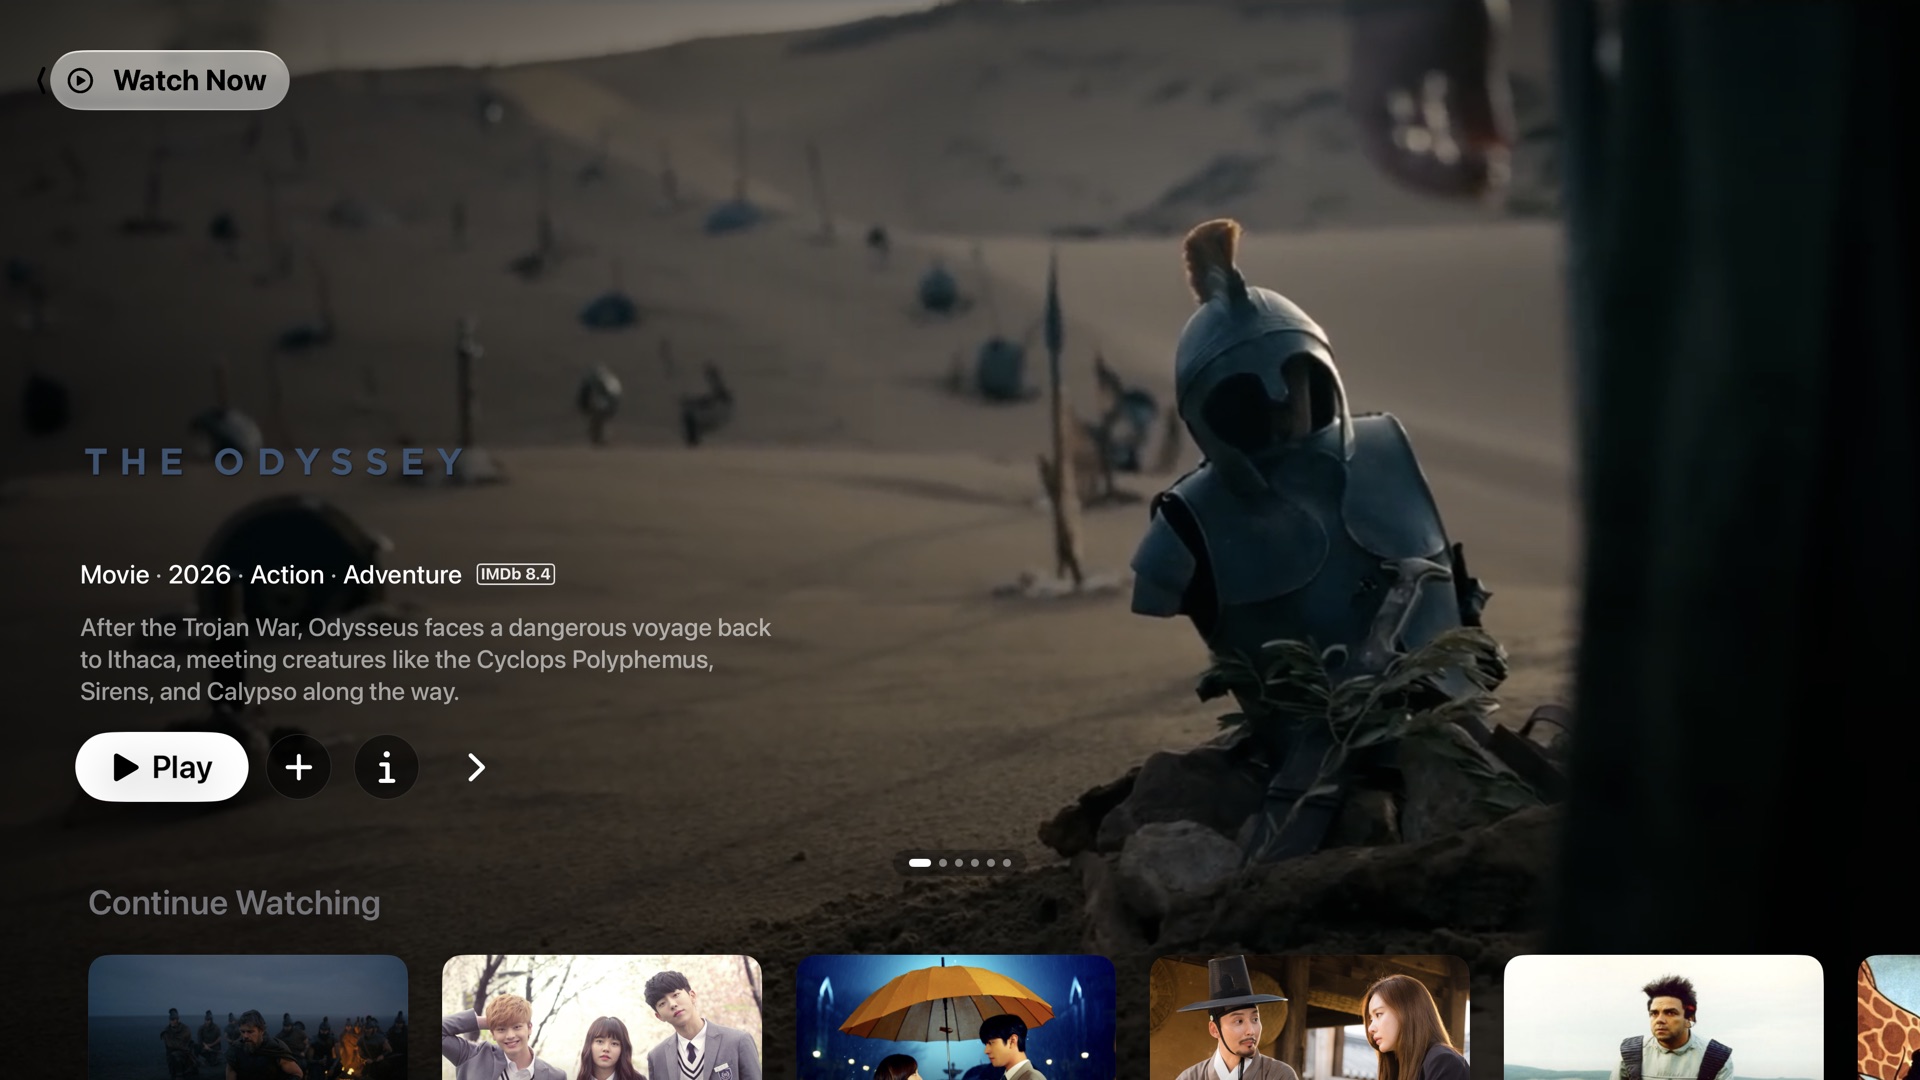 Watch Now
THE ODYSSEY
Movie · 2026 · Action · Adventure IMDb 8.4
After the Trojan War, Odysseus faces a dangerous voyage back
to Ithaca, meeting creatures like the Cyclops Polyphemus,
Sirens, and Calypso along the way.
Play
Continue Watching